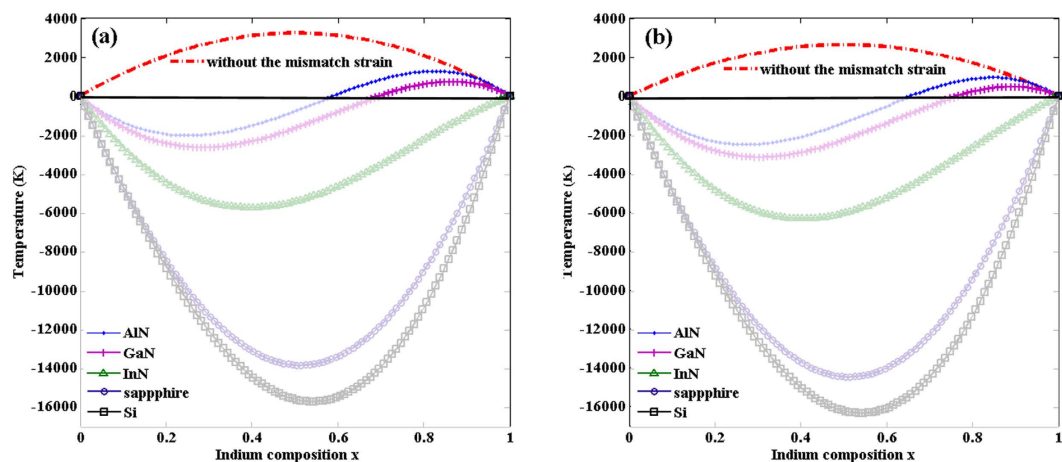 (a)
4000
2000
0
-2000
-4000
-6000
-8000
-10000
-12000
-14000
-16000
Temperature (K)
without the mismatch strain
AlN
GaN
InN
sappphire
Si
0
0.2
0.4
0.6
0.8
1
Indium composition x
(b)
4000
2000
0
-2000
-4000
-6000
-8000
-10000
-12000
-14000
-16000
Temperature (K)
without the mismatch strain
AlN
GaN
InN
sappphire
Si
0
0.2
0.4
0.6
0.8
1
Indium composition x